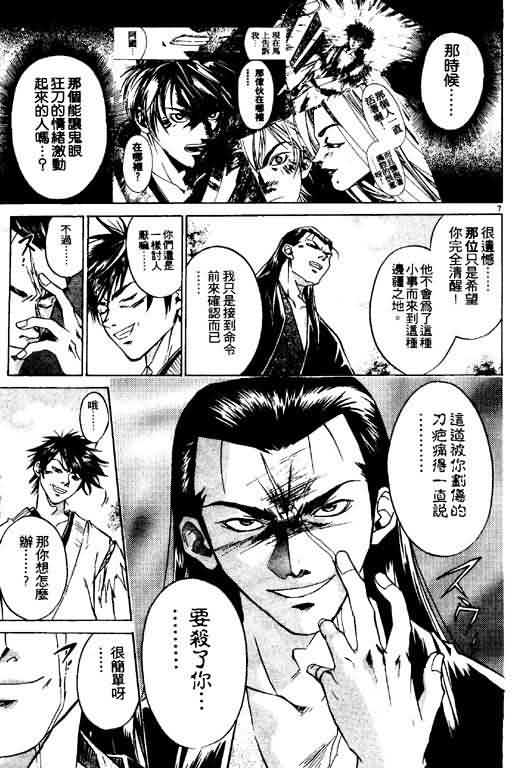 那時候……
那個人一直
活著…
現在馬
上告訴
我…
那傢伙在哪裡
阿國…
在哪裡?
那個能讓鬼眼
狂刀的情緒激動
起來的人嗎…?
7
很遺憾……
那位只是希望
你完全清醒!
他不會為了這種
小事而來到這種
邊疆之地。
我只是接到命令
前來確認而已
你們還是
一樣討人
厭嘛……
不過……
這道被你劃傷的
刀疤痛得一直說
………
要殺了你…
………
哦……
那你想怎麼
辦……?
很簡單呀
……